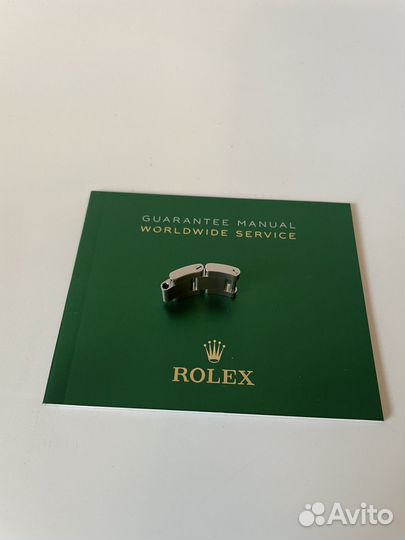 GUARANTEE MANUAL
WORLDWIDE SERVICE
ROLEX
Avito